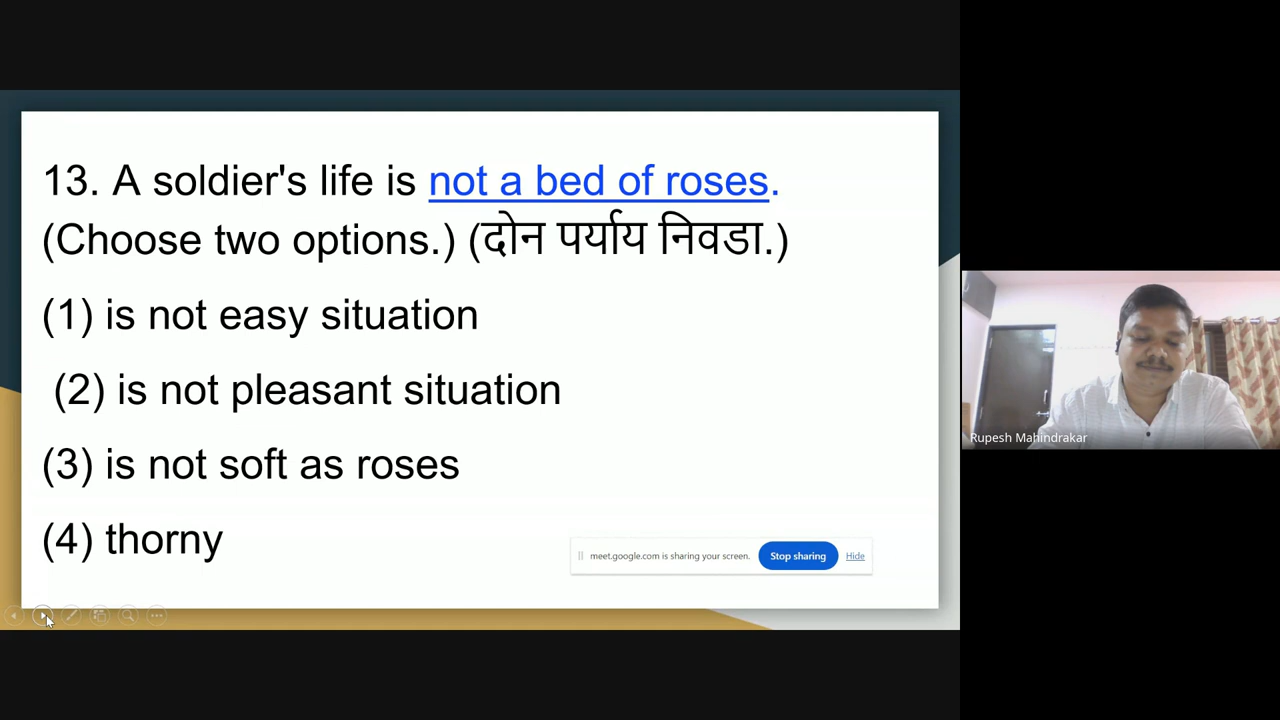 13. A soldier's life is not a bed of roses.
(Choose two options.) (दोन पर्याय निवडा.)
(1) is not easy situation
(2) is not pleasant situation
(3) is not soft as roses
(4) thorny
meet.google.com is sharing your screen. Stop sharing Hide
Rupesh Mahindrakar